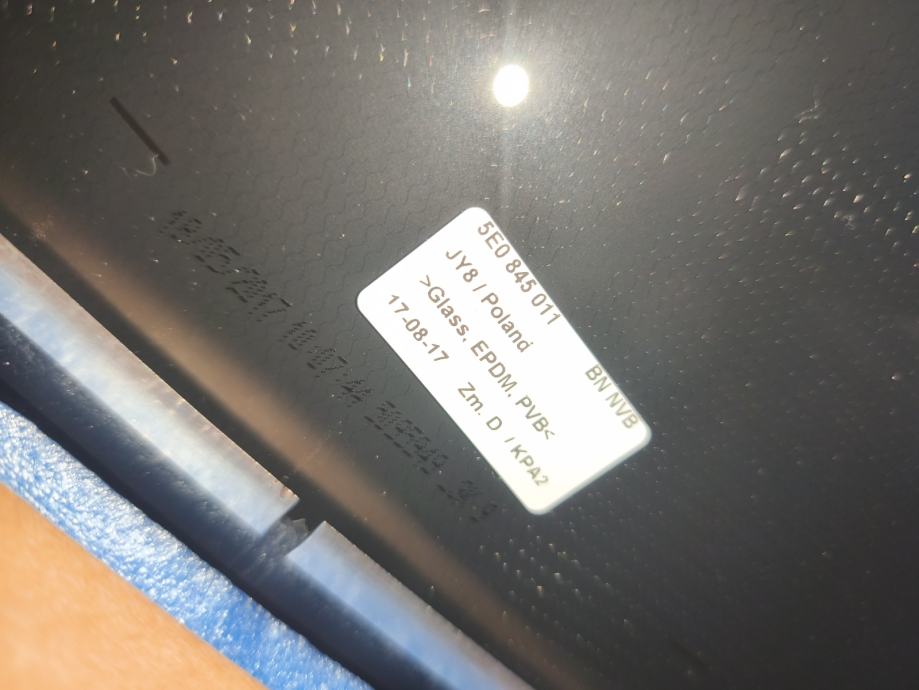 5E0 845 011 BN NVB
JY8 / Poland
>Glass, EPDM, PVB<
17-08-17 Zm. D / KPA2